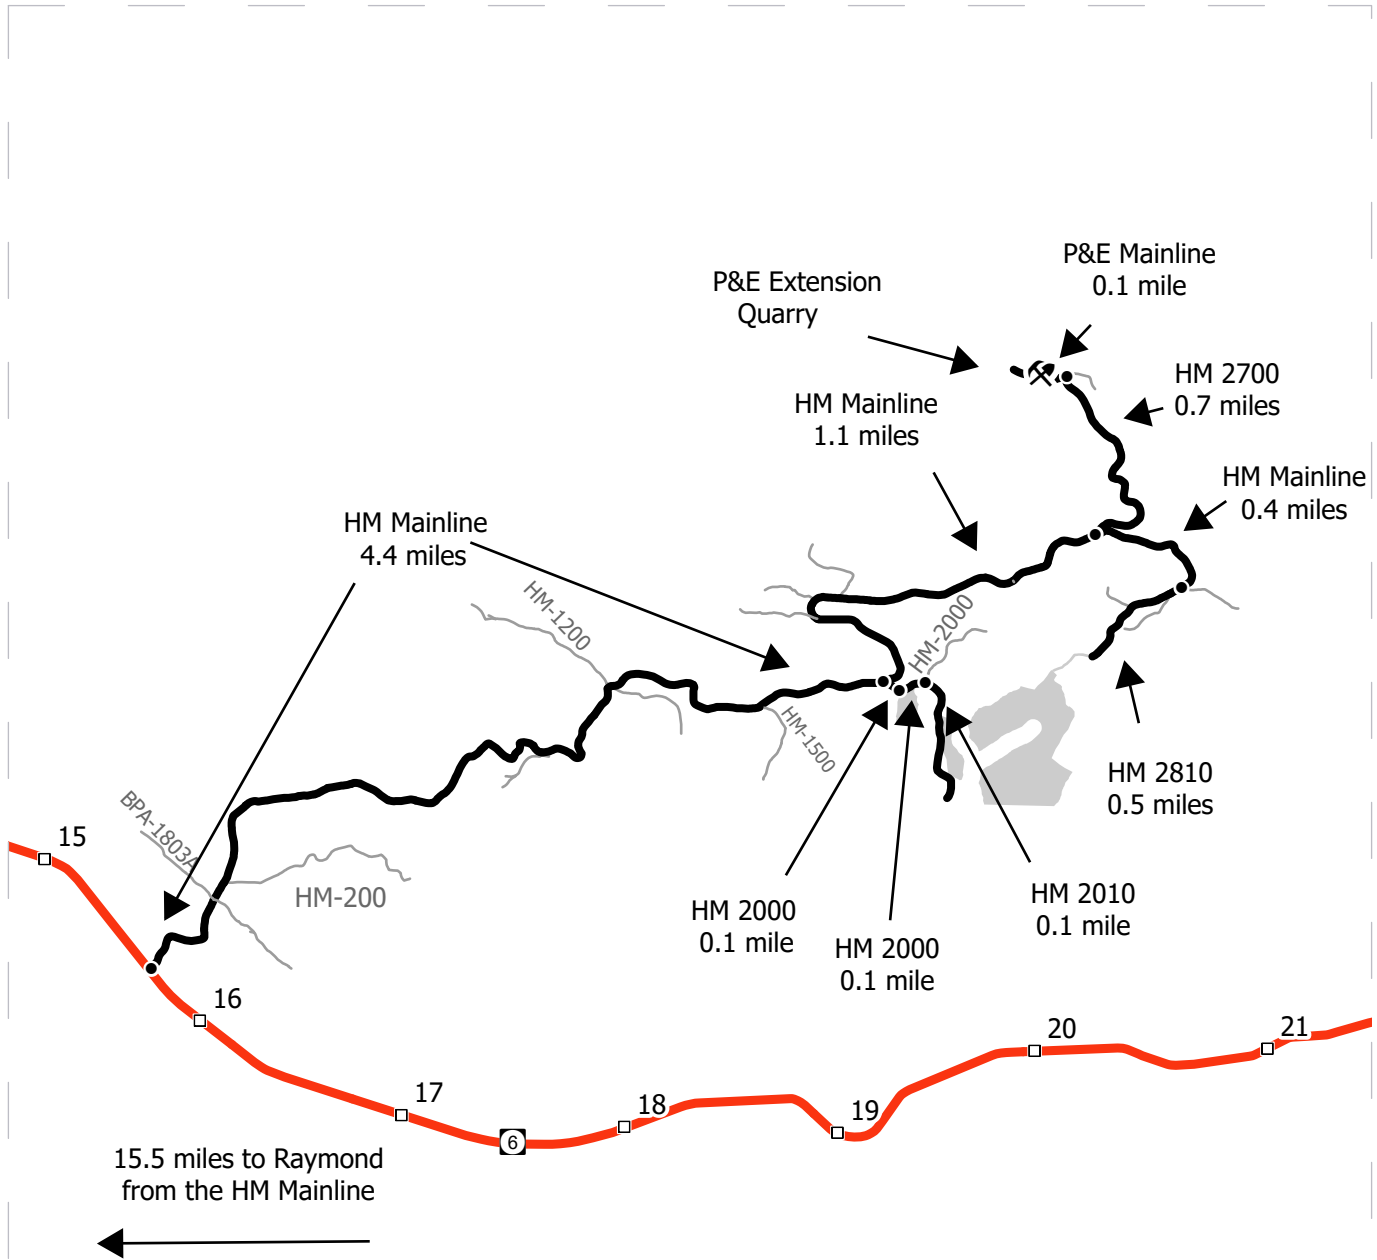 P&E Mainline
0.1 mile
P&E Extension
Quarry
HM 2700
0.7 miles
HM Mainline
1.1 miles
HM Mainline
0.4 miles
HM Mainline
4.4 miles
HM-1200
HM-2000
HM-1500
HM 2810
0.5 miles
BPA-1803A
15
HM-200
HM 2000
0.1 mile
HM 2000
0.1 mile
HM 2010
0.1 mile
16
17
18
19
20
21
6
15.5 miles to Raymond
from the HM Mainline